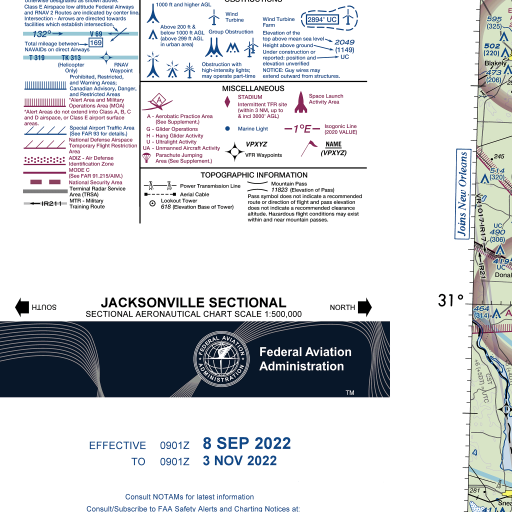 Class E Airspace low altitude Federal Airways
and RNAV 2 Routes are indicated by center line.
Intersection - Arrows are directed towards
facilities which establish intersection.
132° V 69
169
Total mileage between
NAVAIDs on direct Airways
T 319 TK 313
RNAV
Waypoint
Prohibited, Restricted,
and Warning Areas;
Canadian Advisory, Danger,
and Restricted Areas
*Alert Area and Military
Operations Area (MOA)
*Alert Areas do not extend into Class A, B, C
and D airspace, or Class E airport surface
areas.
Special Airport Traffic Area
(See FAR 93 for details.)
National Defense Airspace
Temporary Flight Restriction
Area
ADIZ - Air Defense
Identification Zone
MODE C
(See FAR 91.215/AIM.)
National Security Area
Terminal Radar Service
Area (TRSA)
IR211
MTR - Military
Training Route
1000 ft and higher AGL
Above 200 ft &
below 1000 ft AGL
(above 299 ft AGL
in urban area)
Wind
Turbine
Group Obstruction
Obstruction with
high-intensity lights;
may operate part-time
Wind Turbine
Farm
2894' UC
Elevation of the
top above mean sea level
Height above ground
Under construction or
reported: position and
elevation unverified
NOTICE: Guy wires may
extend outward from structures.
2049
(1149)
UC
MISCELLANEOUS
A - Aerobatic Practice Area
(See Supplement.)
G - Glider Operations
H - Hang Glider Activity
U - Ultralight Activity
UA - Unmanned Aircraft Activity
Parachute Jumping
Area (See Supplement.)
STADIUM
Intermittent TFR site
(within 3 NM, up to
& incl 3000' AGL)
Marine Light
VPXYZ
VFR Waypoints
Space Launch
Activity Area
1°E
Isogonic Line
(2020 VALUE)
NAME
(VPXYZ)
TOPOGRAPHIC INFORMATION
Power Transmission Line
Aerial Cable
Lookout Tower
618 (Elevation Base of Tower)
Mountain Pass
11823 (Elevation of Pass)
Pass symbol does not indicate a recommended
route or direction of flight and pass elevation
does not indicate a recommended clearance
altitude. Hazardous flight conditions may exist
within and near mountain passes.
SOUTH
JACKSONVILLE SECTIONAL
SECTIONAL AERONAUTICAL CHART SCALE 1:500,000
NORTH
FEDERAL AVIATION
ADMINISTRATION
Federal Aviation
Administration
TM
EFFECTIVE 0901Z 8 SEP 2022
TO 0901Z 3 NOV 2022
Consult NOTAMs for latest information
Consult/Subscribe to FAA Safety Alerts and Charting Notices at:
Joins New Orleans
31°
595
(325)
502
(220)
Blakely
473
(206)
245
514
(320)
UC
490
(306)
Donal
464
(314)
4
281